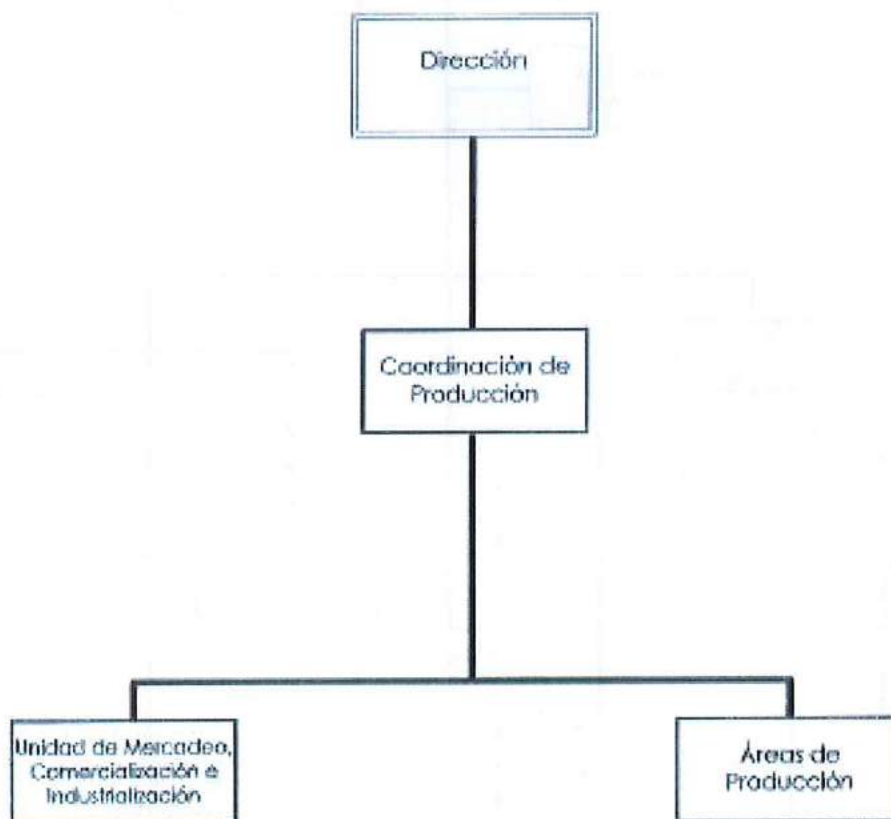 Dirección
Coordinación de
Producción
Unidad de Mercadeo,
Comercialización e
Industrialización
Áreas de
Producción